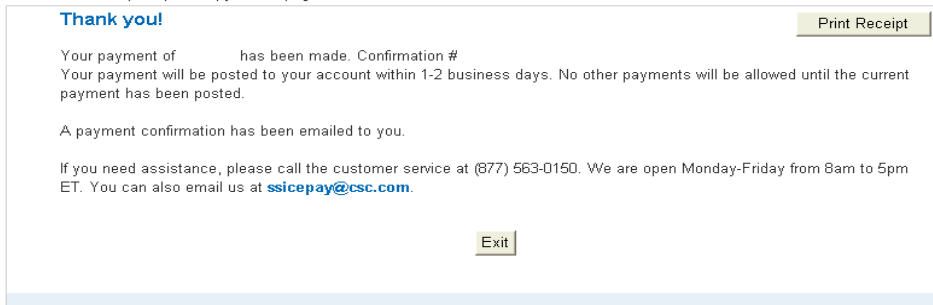 Thank you!
Print Receipt
Your payment of has been made. Confirmation #
Your payment will be posted to your account within 1-2 business days. No other payments will be allowed until the current
payment has been posted.
A payment confirmation has been emailed to you.
If you need assistance, please call the customer service at (877) 563-0150. We are open Monday-Friday from 8am to 5pm
ET. You can also email us at ssicepay@csc.com.
Exit